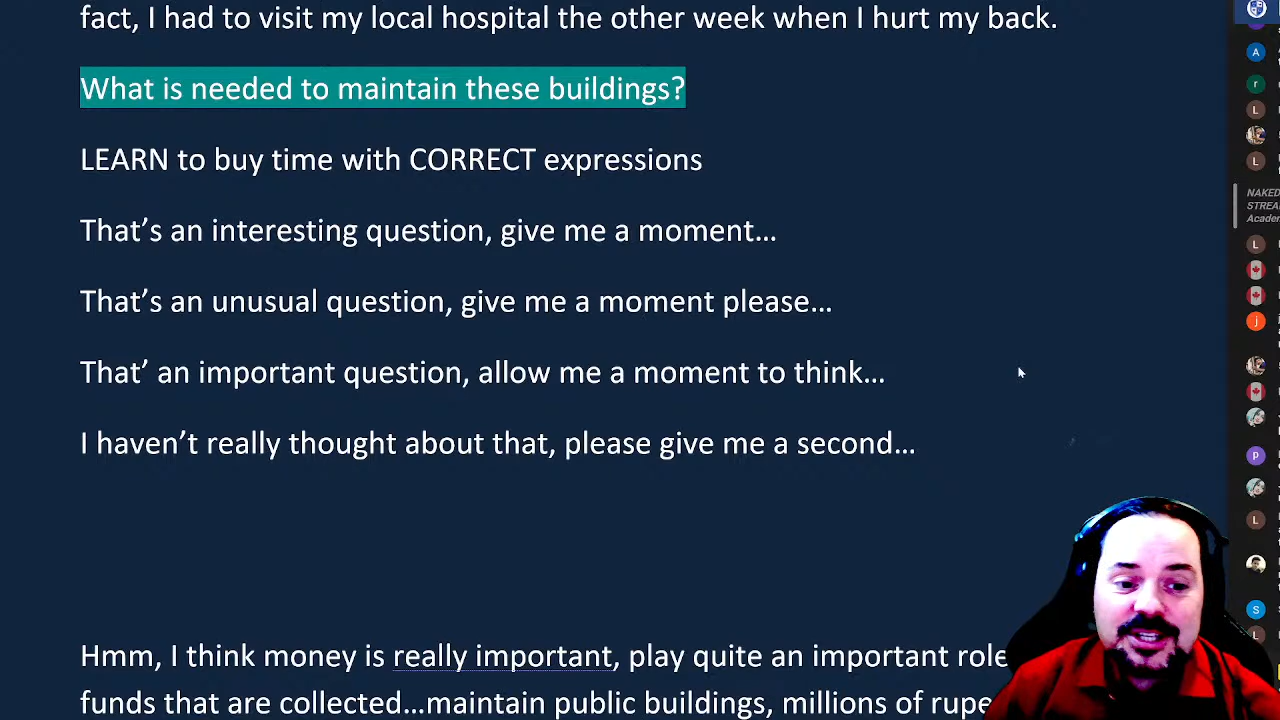 fact, I had to visit my local hospital the other week when I hurt my back.
What is needed to maintain these buildings?
LEARN to buy time with CORRECT expressions
That’s an interesting question, give me a moment…
That’s an unusual question, give me a moment please…
That’ an important question, allow me a moment to think…
I haven’t really thought about that, please give me a second…
Hmm, I think money is really important, play quite an important role
funds that are collected…maintain public buildings, millions of
NAKED
A
r
L
L
L
j
p
L
S
L